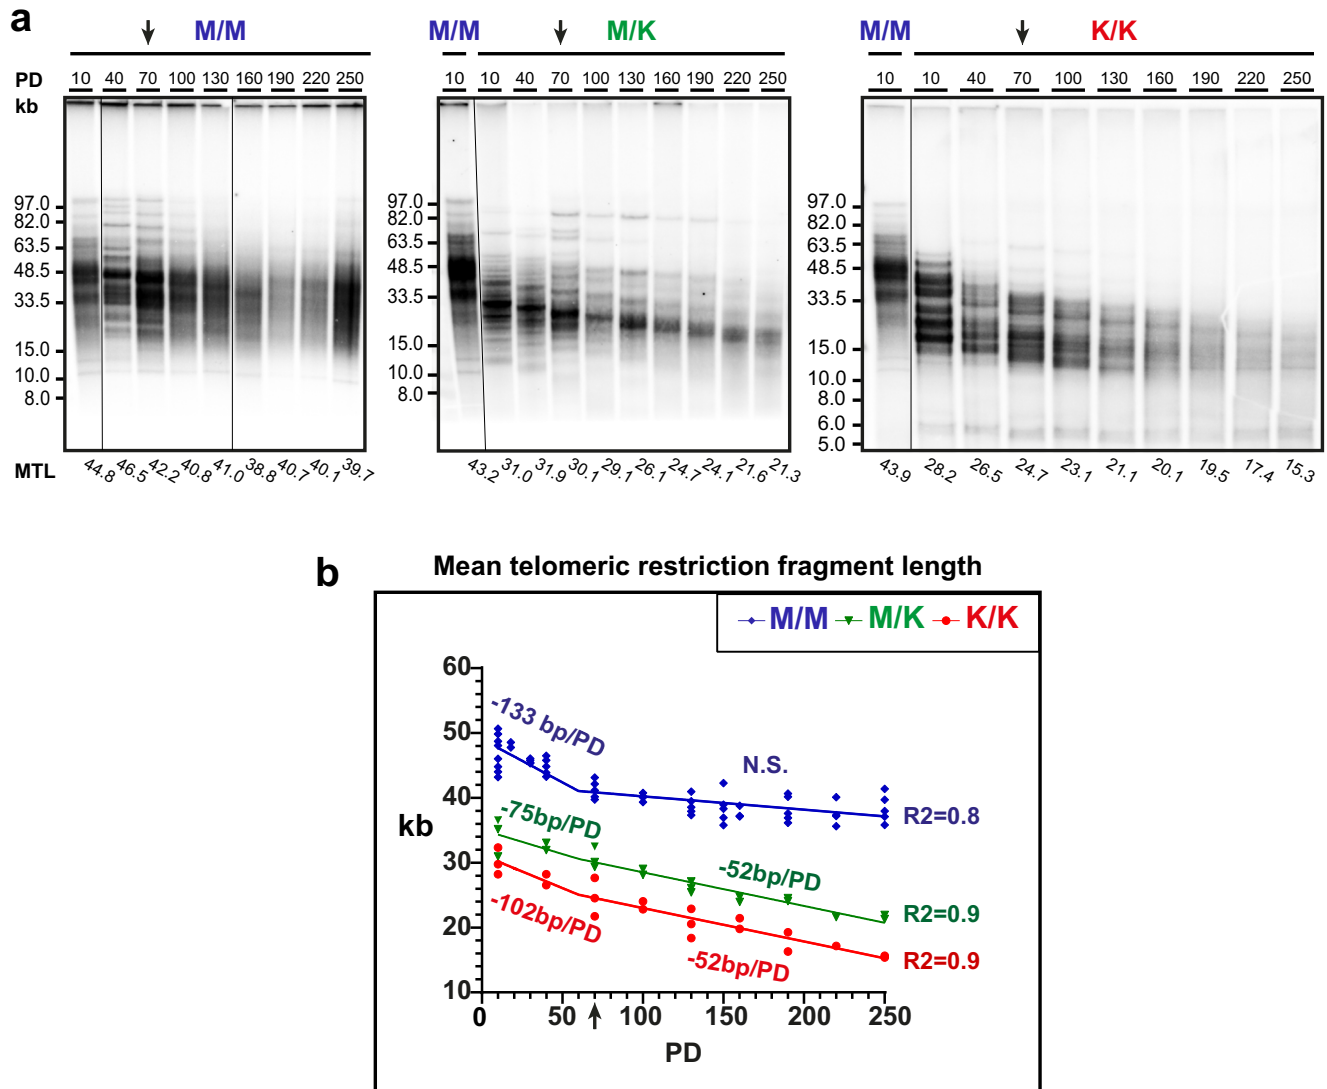 a
M/M M/M M/K M/M K/K
PD 10 40 70 100 130 160 190 220 250 10 10 40 70 100 130 160 190 220 250 10 10 40 70 100 130 160 190 220 250
kb
97.0 97.0 97.0
82.0 82.0 82.0
63.5 63.5 63.5
48.5 48.5 48.5
33.5 33.5 33.5
15.0 15.0 15.0
10.0 10.0 10.0
8.0 8.0 8.0
6.0
5.0
MTL 44.8 46.5 42.2 40.8 41.0 38.8 40.7 40.1 39.7 43.2 31.0 31.9 30.1 29.1 26.1 24.7 24.1 21.6 21.3 43.9 28.2 26.5 24.7 23.1 21.1 20.1 19.5 17.4 15.3
b Mean telomeric restriction fragment length
M/M M/K K/K
60
-133 bp/PD
50
N.S.
40
kb
-75bp/PD
R2=0.8
30
-52bp/PD
-102bp/PD
R2=0.9
20
-52bp/PD
R2=0.9
10
0 50 100 150 200 250
PD